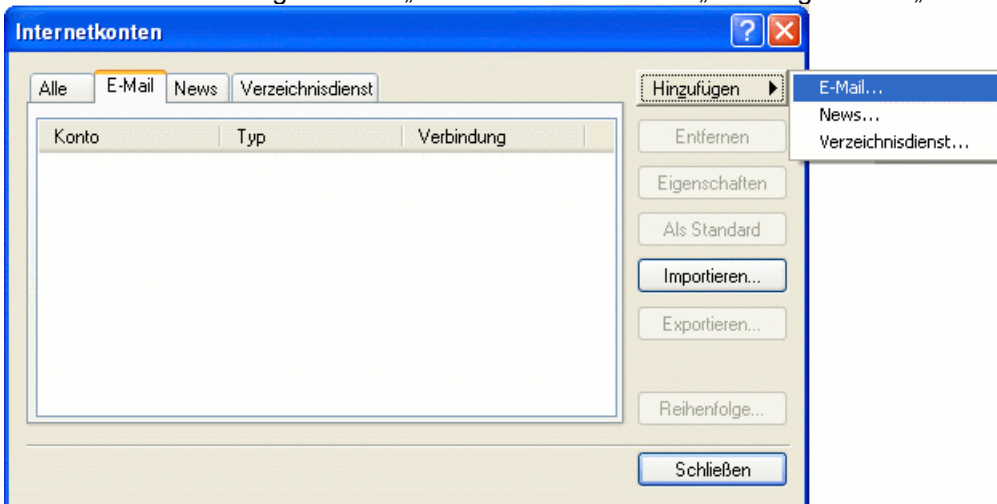 Internetkonten
Alle E-Mail News Verzeichnisdienst
Hinzufügen
E-Mail...
News...
Verzeichnisdienst...
Konto Typ Verbindung
Entfernen
Eigenschaften
Als Standard
Importieren...
Exportieren...
Reihenfolge...
Schließen